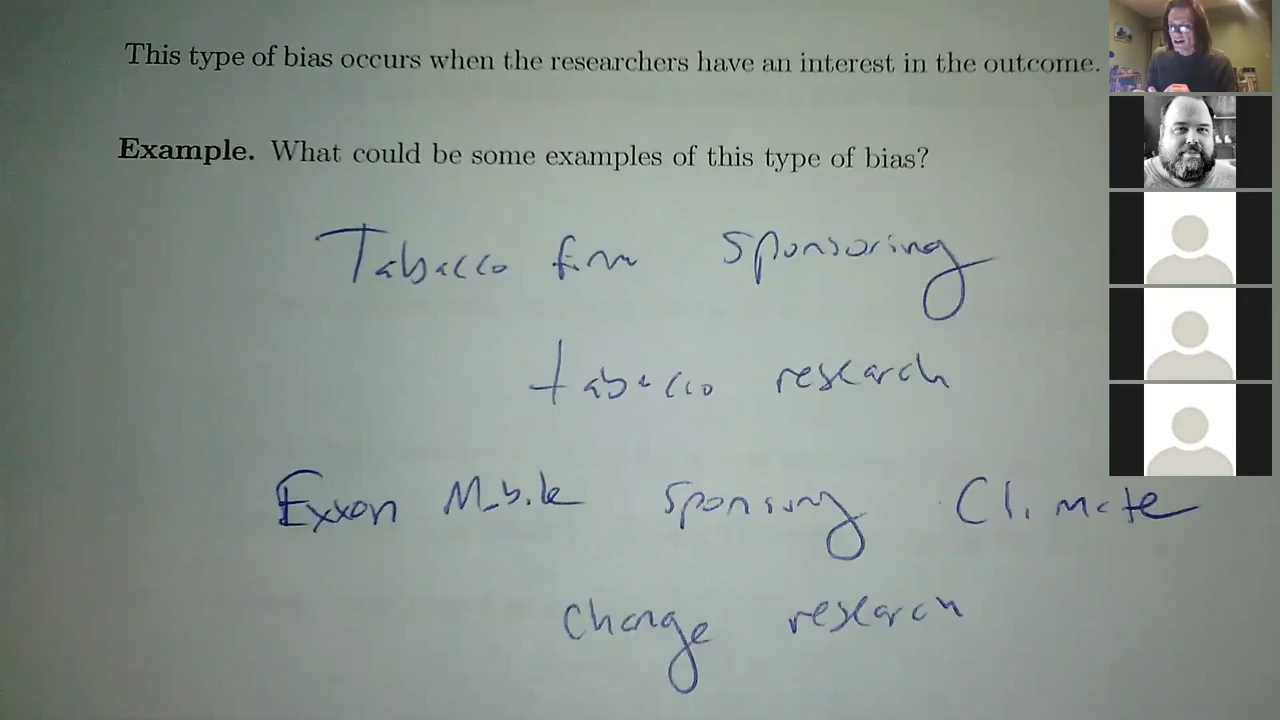 This type of bias occurs when the researchers have an interest in the outcome.
Example. What could be some examples of this type of bias?
Tabacco firm sponsoring
tabacco research
Exxon Mobile sponsring Climate
change research